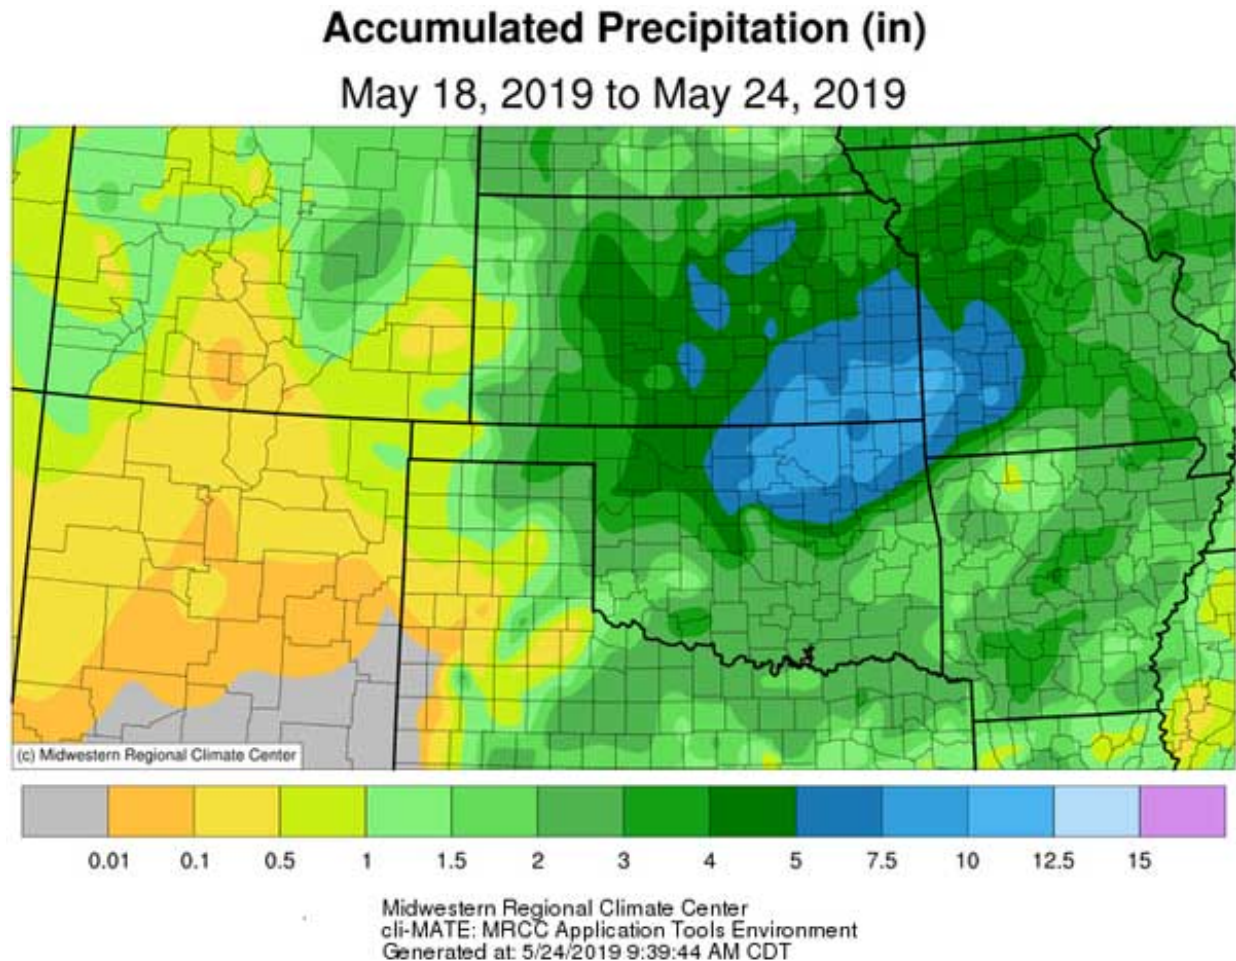 Accumulated Precipitation (in)
May 18, 2019 to May 24, 2019
(c) Midwestern Regional Climate Center
0.01 0.1 0.5 1 1.5 2 3 4 5 7.5 10 12.5 15
Midwestern Regional Climate Center
cli-MATE: MRCC Application Tools Environment
Generated at: 5/24/2019 9:39:44 AM CDT